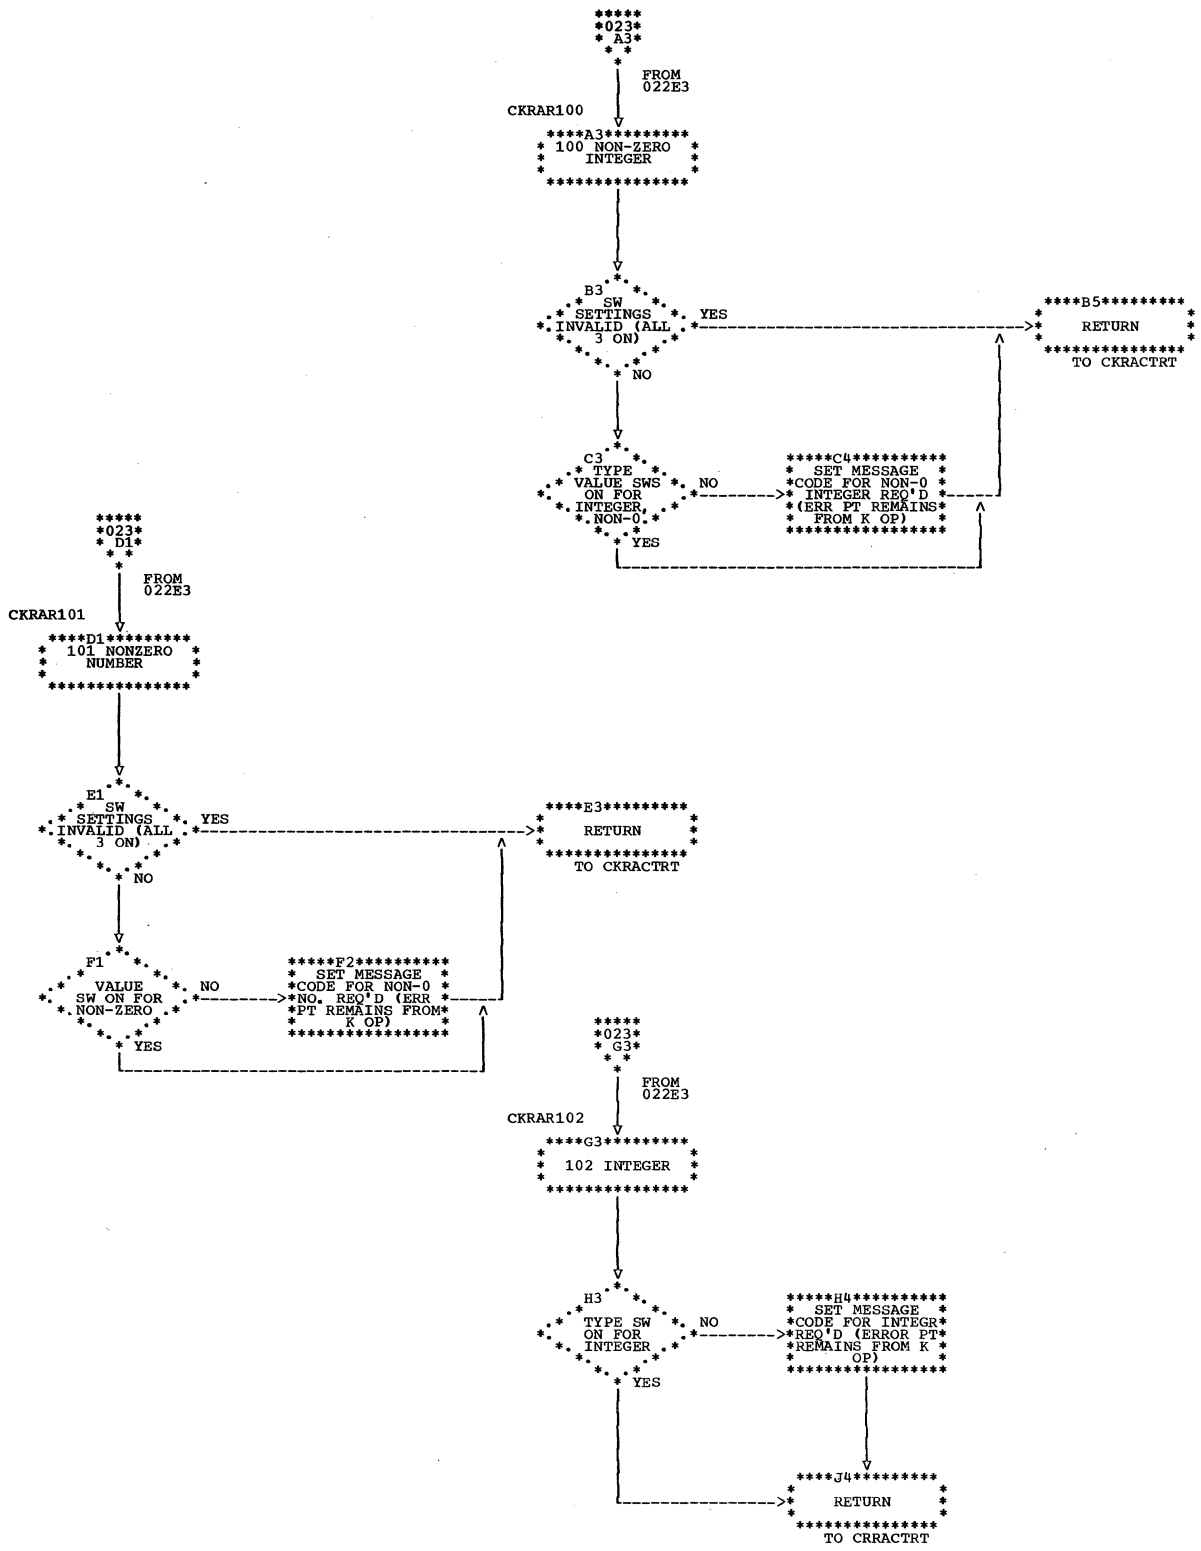 *023*
* A3*
FROM
022E3
CKRAR100
****A3*********
100 NON-ZERO
INTEGER
B3
SW
SETTINGS
INVALID (ALL
3 ON)
YES
NO
****B5*********
RETURN
TO CKRACTRT
C3
TYPE
VALUE SWS
ON FOR
INTEGER,
NON-0.
NO
YES
*****C4**********
SET MESSAGE
CODE FOR NON-0
INTEGER REQ'D
(ERR PT REMAINS
FROM K OP)
*023*
* D1*
FROM
022E3
CKRAR101
****D1*********
101 NONZERO
NUMBER
E1
SW
SETTINGS
INVALID (ALL
3 ON)
YES
NO
****E3*********
RETURN
TO CKRACTRT
F1
VALUE
SW ON FOR
NON-ZERO
NO
YES
*****F2**********
SET MESSAGE
CODE FOR NON-0
NO. REQ'D (ERR
PT REMAINS FROM
K OP)
*023*
* G3*
FROM
022E3
CKRAR102
****G3*********
102 INTEGER
H3
TYPE SW
ON FOR
INTEGER
NO
YES
*****H4**********
SET MESSAGE
CODE FOR INTEGR
REQ'D (ERROR PT
REMAINS FROM K
OP)
****J4*********
RETURN
TO CRRACTRT